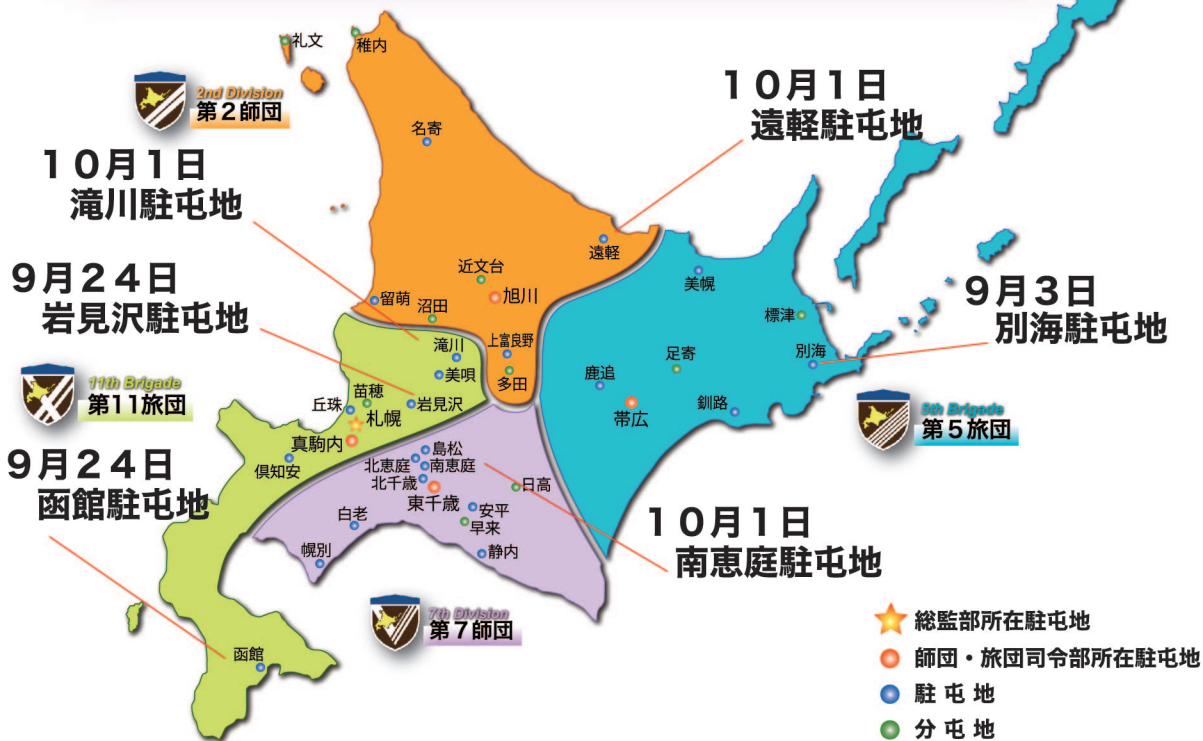 礼文
稚内
2nd Division
第2師団
名寄
10月1日
遠軽駐屯地
10月1日
滝川駐屯地
遠軽
近文台
旭川
留萌
沼田
上富良野
多田
美幌
標津
別海
足寄
鹿追
帯広
釧路
9月3日
別海駐屯地
9月24日
岩見沢駐屯地
滝川
美唄
苗穂
岩見沢
丘珠
札幌
真駒内
倶知安
11th Brigade
第11旅団
5th Brigade
第5旅団
9月24日
函館駐屯地
島松
北恵庭
南恵庭
北千歳
東千歳
日高
安平
早来
白老
静内
幌別
10月1日
南恵庭駐屯地
7th Division
第7師団
函館
総監部所在駐屯地
師団・旅団司令部所在駐屯地
駐屯地
分屯地